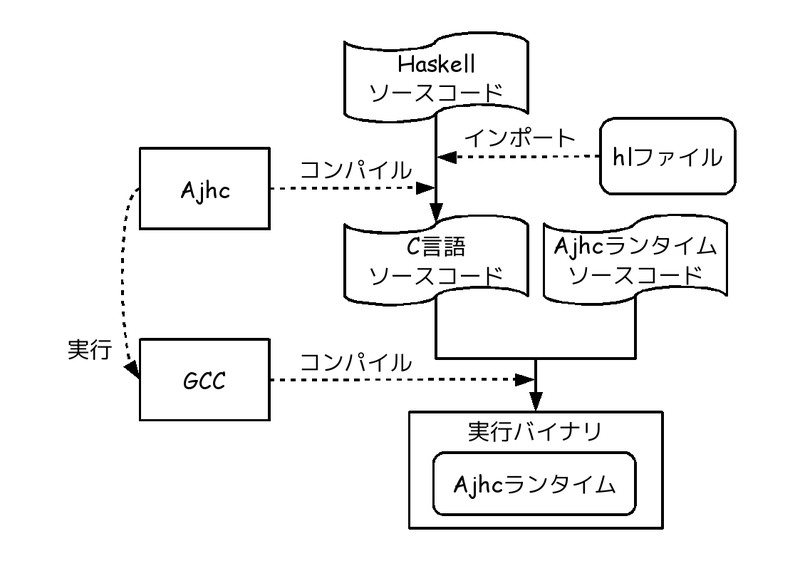 Haskell
ソースコード
インポート
hlファイル
コンパイル
Ajhc
C言語
ソースコード
Ajhcランタイム
ソースコード
実行
コンパイル
GCC
実行バイナリ
Ajhcランタイム